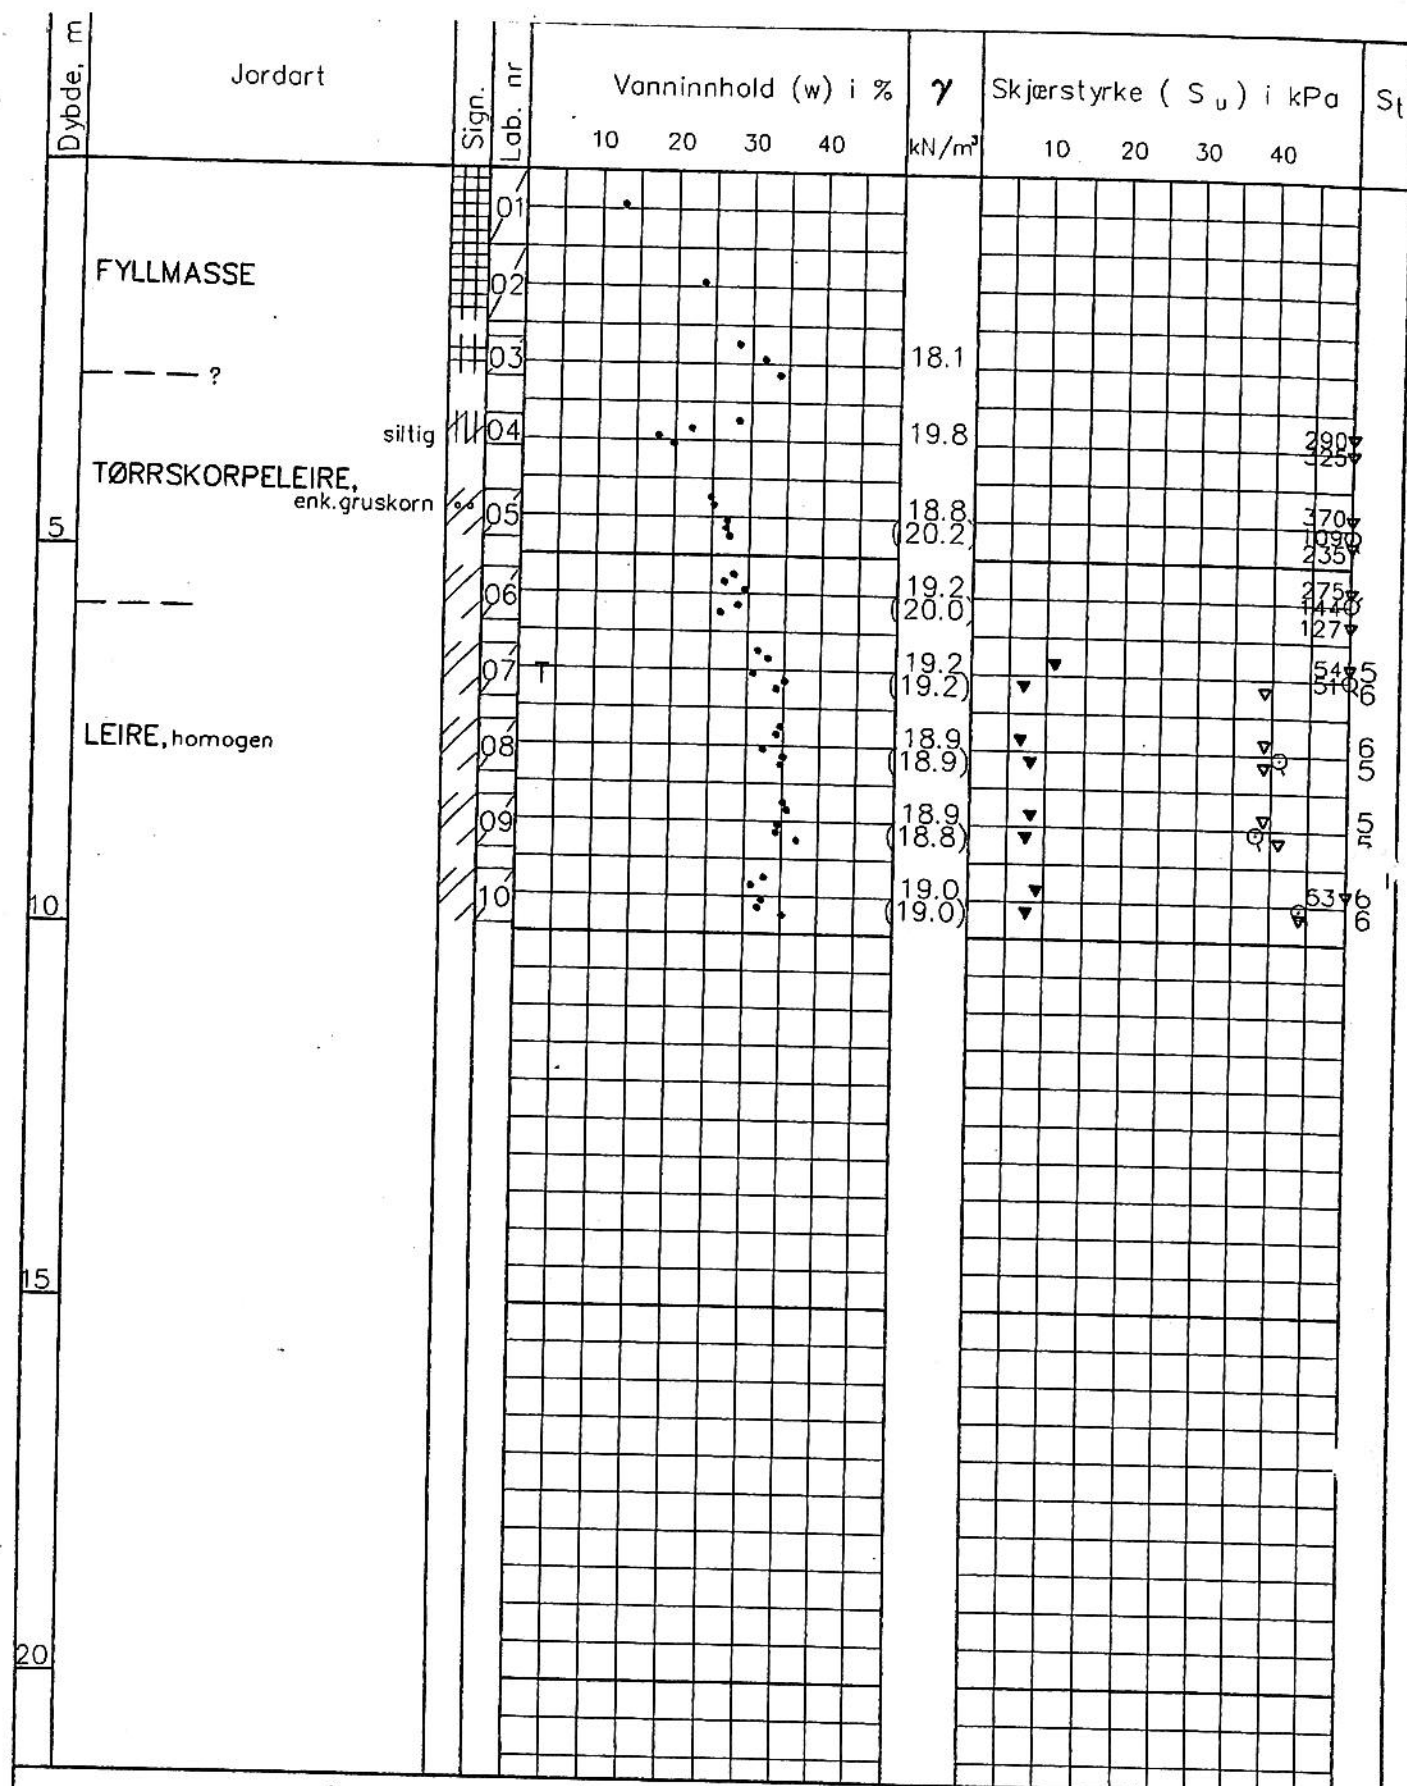 Dybde, m
Jordart
Sign.
Lab. nr
Vanninnhold (w) i %
10 20 30 40
γ
kN/m³
Skjærstyrke ( S u ) i kPa
10 20 30 40
St
01
FYLLMASSE
02
03 18.1
?
siltig 04 19.8 290
325
TØRRSKORPELEIRE,
enk.gruskorn 05 18.8 370
5 (20.2) 109
235
06 19.2 275
(20.0) 144
127
07 T 19.2 54 5
(19.2) 51 6
LEIRE, homogen 08 18.9 6
(18.9) 5
09 18.9 5
(18.8) 5
10 10 19.0 63 6
(19.0) 6
15
20